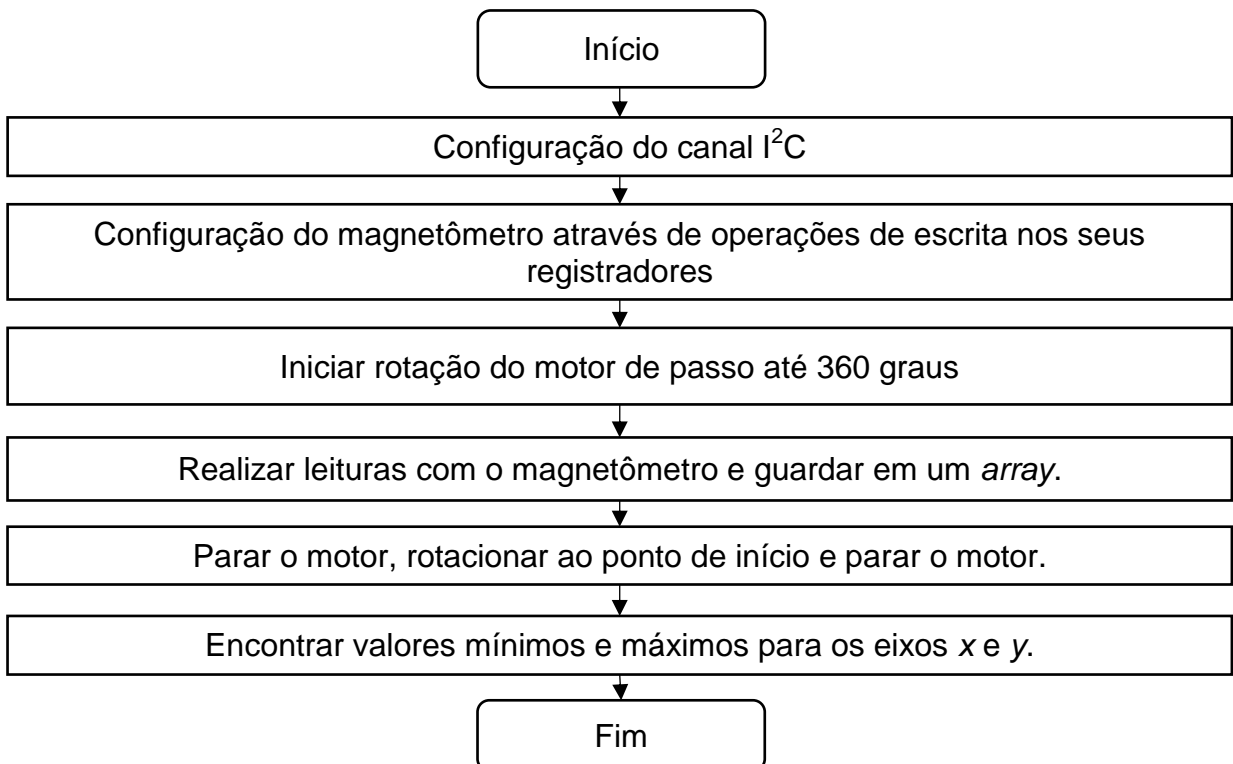 Início
Configuração do canal I²C
Configuração do magnetômetro através de operações de escrita nos seus
registradores
Iniciar rotação do motor de passo até 360 graus
Realizar leituras com o magnetômetro e guardar em um array.
Parar o motor, rotacionar ao ponto de início e parar o motor.
Encontrar valores mínimos e máximos para os eixos x e y.
Fim